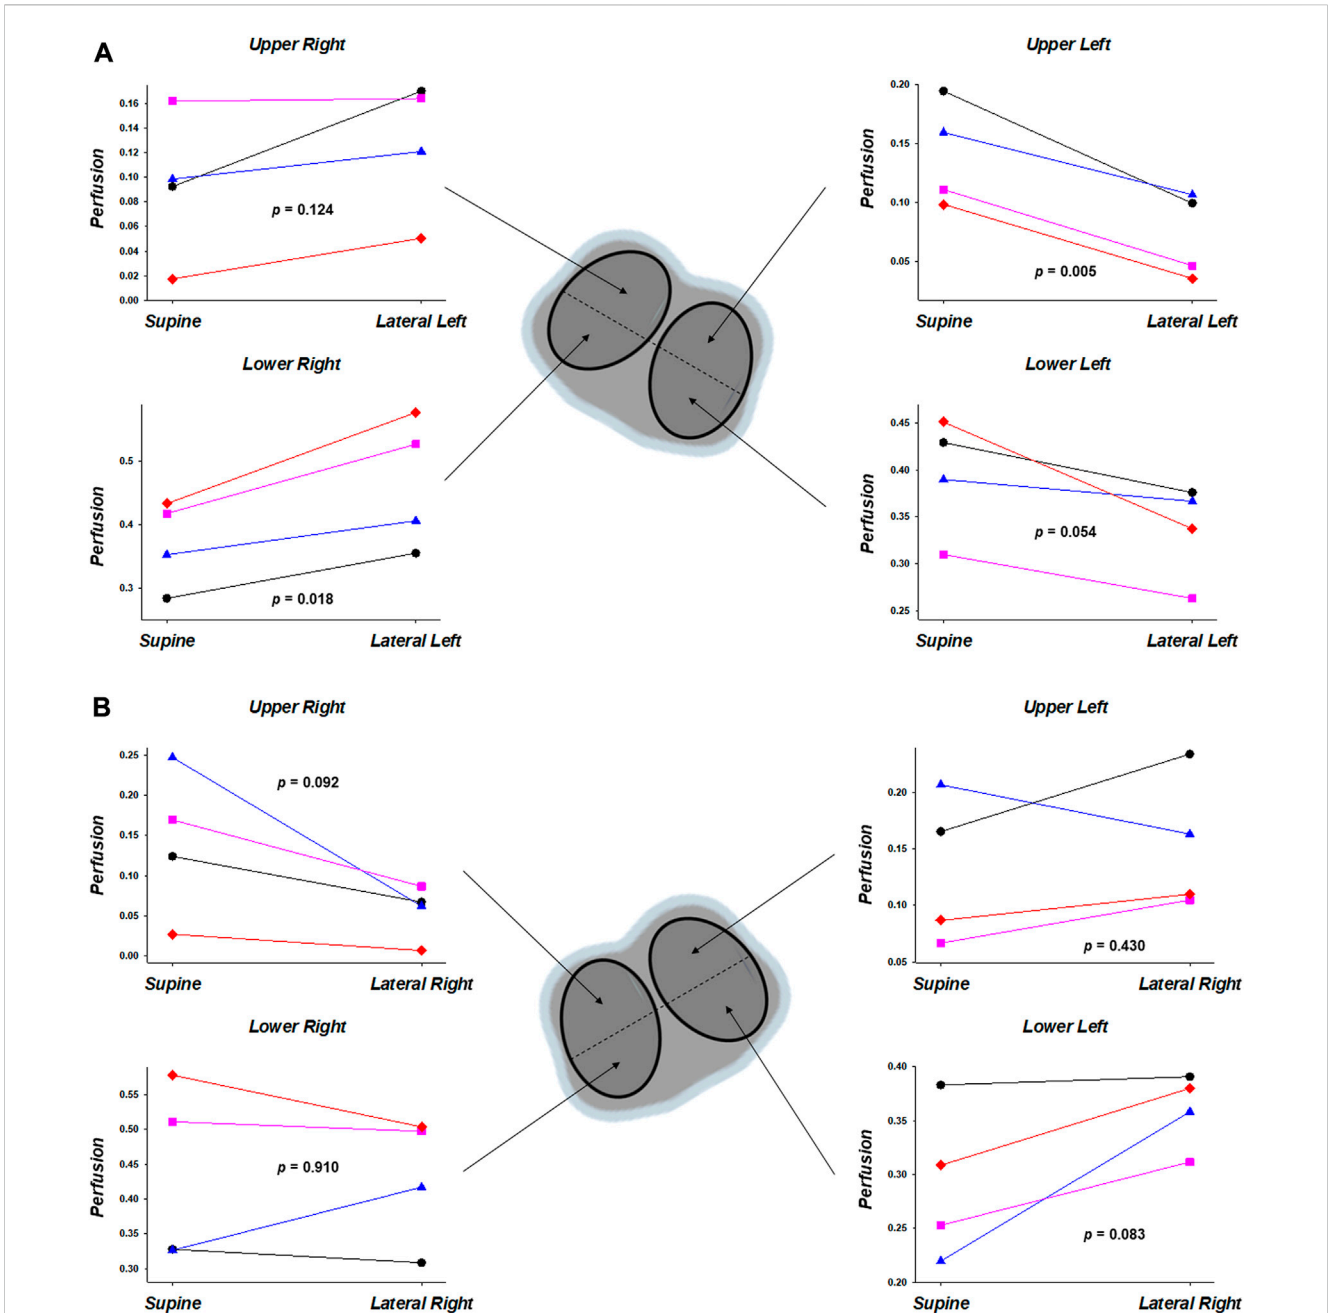 A
Upper Right
Perfusion
0.16
0.14
0.12
0.10
0.08
0.06
0.04
0.02
0.00
p = 0.124
Supine
Lateral Left
Upper Left
Perfusion
0.20
0.15
0.10
0.05
p = 0.005
Supine
Lateral Left
Lower Right
Perfusion
0.5
0.4
0.3
p = 0.018
Supine
Lateral Left
Lower Left
Perfusion
0.45
0.40
0.35
0.30
0.25
p = 0.054
Supine
Lateral Left
B
Upper Right
Perfusion
0.25
0.20
0.15
0.10
0.05
0.00
p = 0.092
Supine
Lateral Right
Upper Left
Perfusion
0.20
0.15
0.10
0.05
p = 0.430
Supine
Lateral Right
Lower Right
Perfusion
0.55
0.50
0.45
0.40
0.35
0.30
p = 0.910
Supine
Lateral Right
Lower Left
Perfusion
0.40
0.35
0.30
0.25
0.20
p = 0.083
Supine
Lateral Right